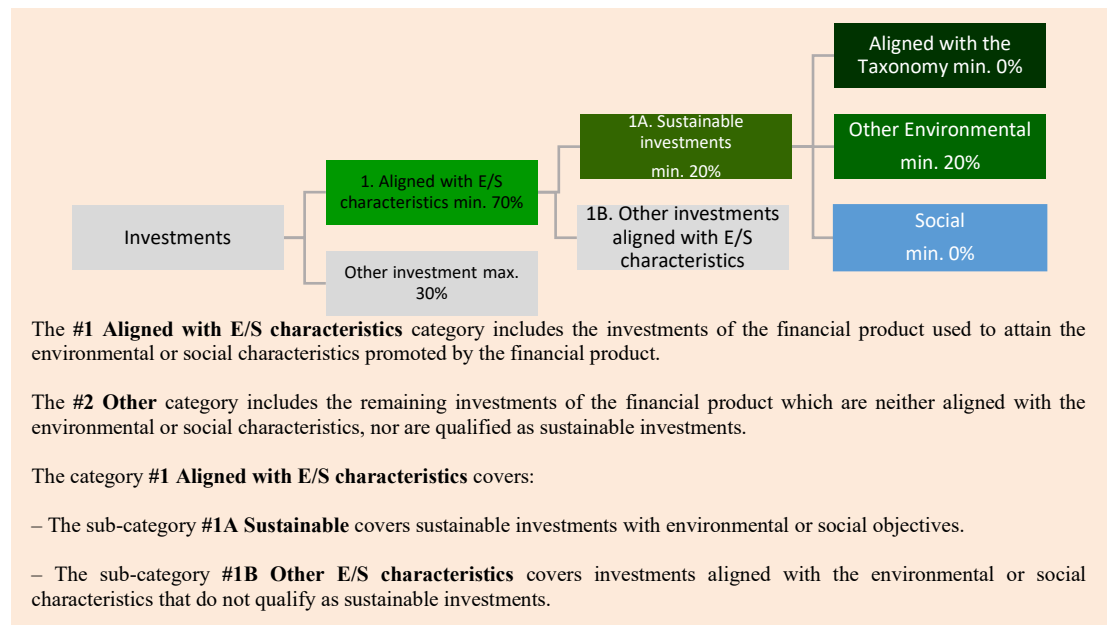 Aligned with the
Taxonomy min. 0%
1A. Sustainable
investments
min. 20%
Other Environmental
min. 20%
1. Aligned with E/S
characteristics min. 70%
Investments
1B. Other investments
aligned with E/S
characteristics
Social
min. 0%
Other investment max.
30%
The #1 Aligned with E/S characteristics category includes the investments of the financial product used to attain the
environmental or social characteristics promoted by the financial product.
The #2 Other category includes the remaining investments of the financial product which are neither aligned with the
environmental or social characteristics, nor are qualified as sustainable investments.
The category #1 Aligned with E/S characteristics covers:
– The sub-category #1A Sustainable covers sustainable investments with environmental or social objectives.
– The sub-category #1B Other E/S characteristics covers investments aligned with the environmental or social
characteristics that do not qualify as sustainable investments.